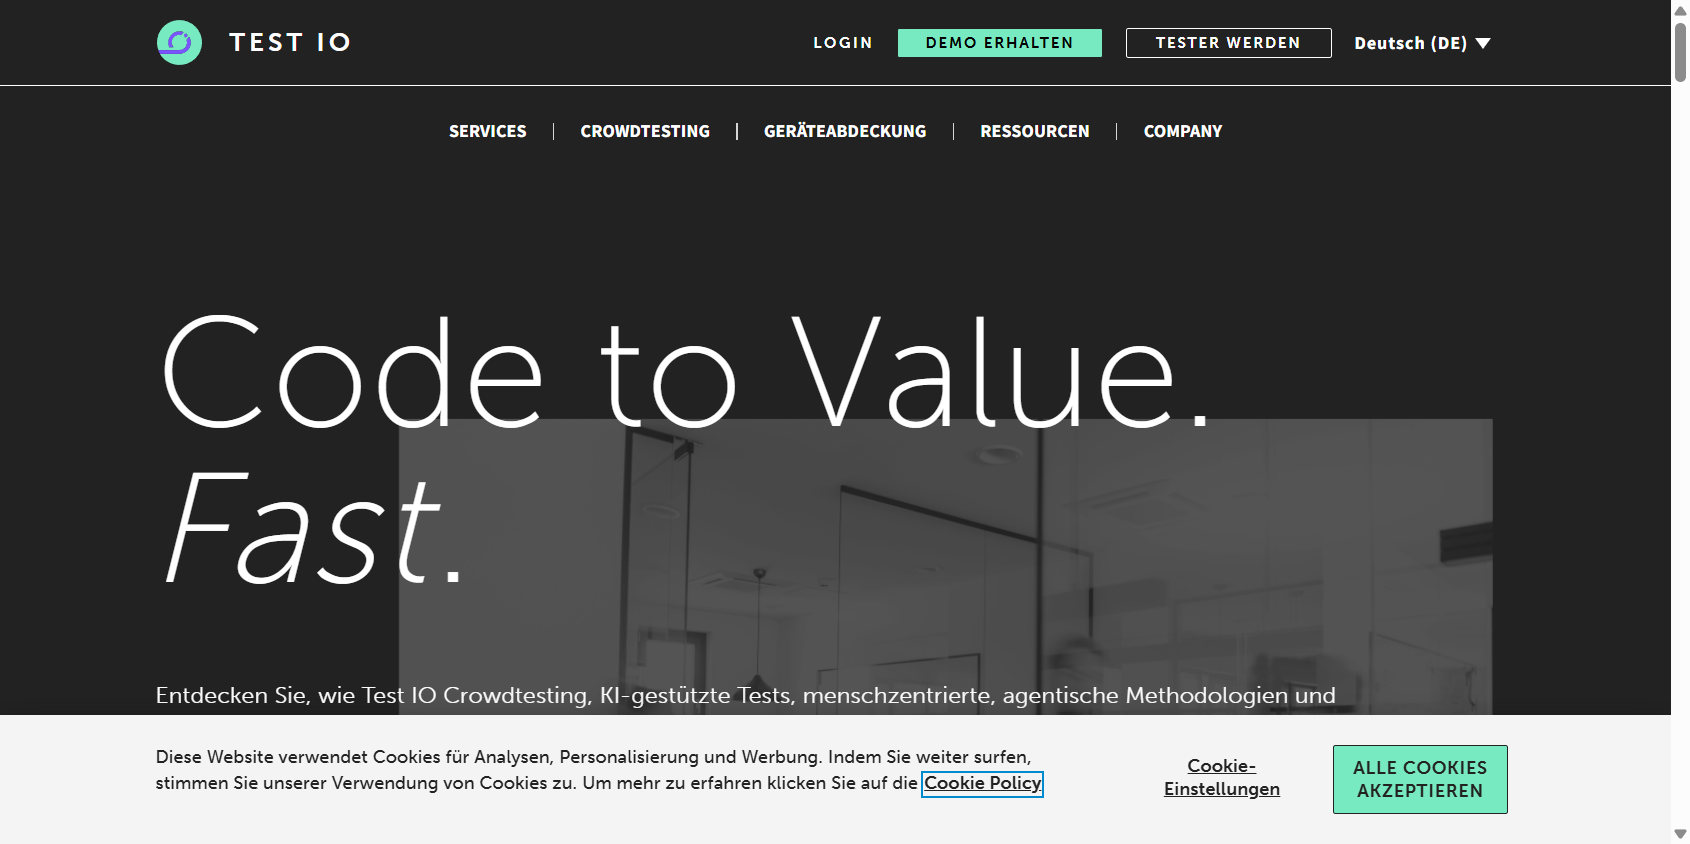 TEST IO
LOGIN
DEMO ERHALTEN
TESTER WERDEN
Deutsch (DE)
SERVICES
CROWDTESTING
GERÄTEABDECKUNG
RESSOURCEN
COMPANY
Code to Value.
Fast.
Entdecken Sie, wie Test IO Crowdtesting, KI-gestützte Tests, menschzentrierte, agentische Methodologien und
Diese Website verwendet Cookies für Analysen, Personalisierung und Werbung. Indem Sie weiter surfen,
stimmen Sie unserer Verwendung von Cookies zu. Um mehr zu erfahren klicken Sie auf die Cookie Policy
Cookie-
Einstellungen
ALLE COOKIES
AKZEPTIEREN